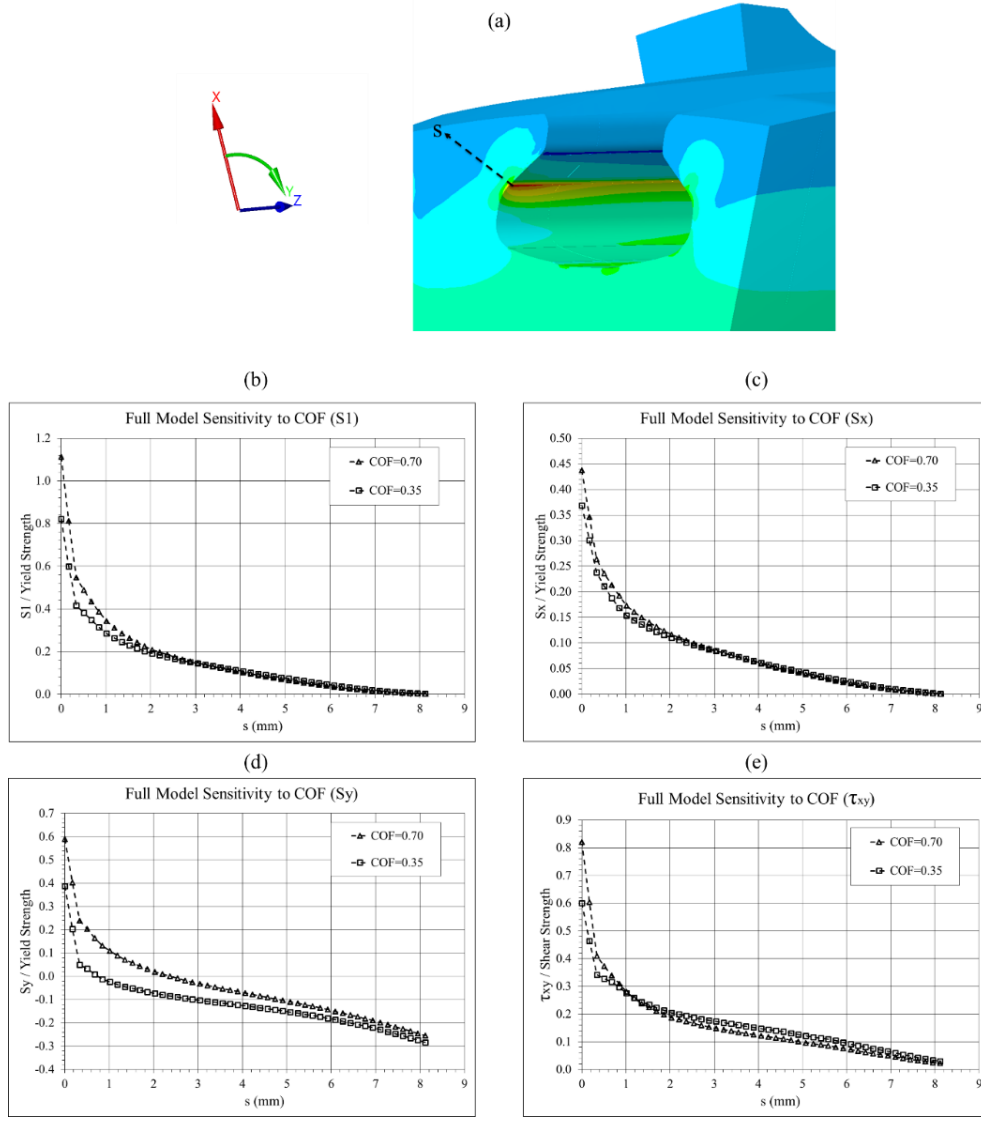 (a)
X
Y
Z
S
(b)
Full Model Sensitivity to COF (S1)
S1 / Yield Strength
1.2
1.0
0.8
0.6
0.4
0.2
0.0
COF=0.70
COF=0.35
0 1 2 3 4 5 6 7 8 9
s (mm)
(c)
Full Model Sensitivity to COF (Sx)
Sx / Yield Strength
0.50
0.45
0.40
0.35
0.30
0.25
0.20
0.15
0.10
0.05
0.00
COF=0.70
COF=0.35
0 1 2 3 4 5 6 7 8 9
s (mm)
(d)
Full Model Sensitivity to COF (Sy)
Sy / Yield Strength
0.7
0.6
0.5
0.4
0.3
0.2
0.1
0.0
-0.1
-0.2
-0.3
-0.4
COF=0.70
COF=0.35
0 1 2 3 4 5 6 7 8 9
s (mm)
(e)
Full Model Sensitivity to COF (τxy)
τxy / Shear Strength
0.9
0.8
0.7
0.6
0.5
0.4
0.3
0.2
0.1
0.0
COF=0.70
COF=0.35
0 1 2 3 4 5 6 7 8 9
s (mm)